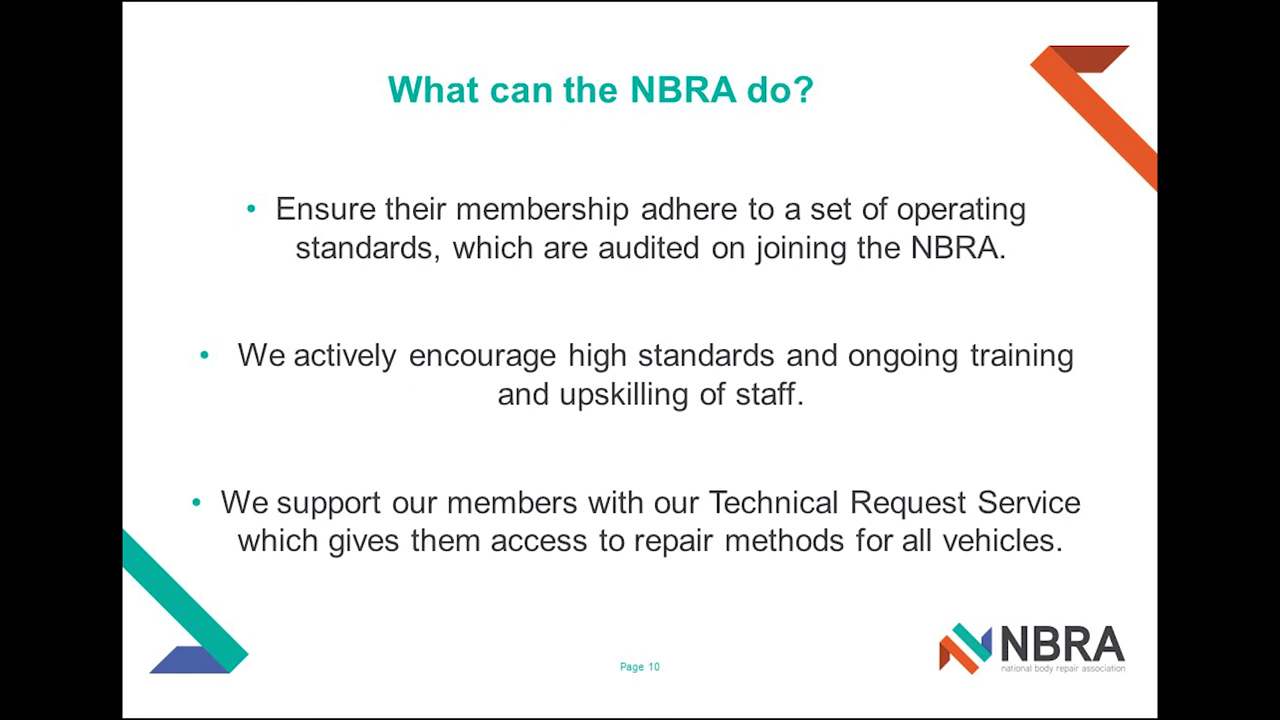 What can the NBRA do?
• Ensure their membership adhere to a set of operating
standards, which are audited on joining the NBRA.
• We actively encourage high standards and ongoing training
and upskilling of staff.
• We support our members with our Technical Request Service
which gives them access to repair methods for all vehicles.
Page 10
NBRA
national body repair association